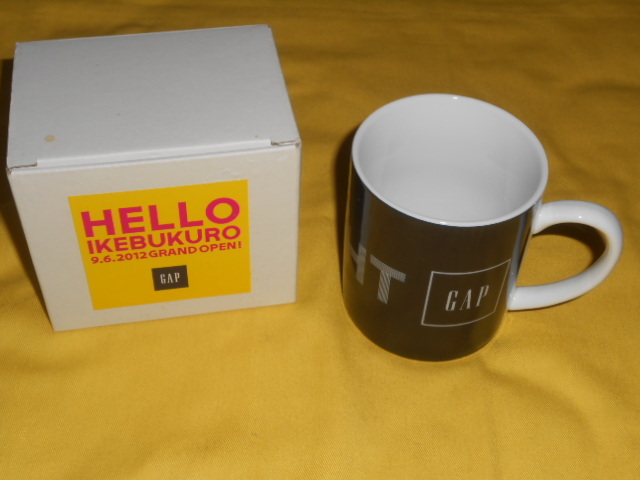 HELLO
IKEBUKURO
9.6.2012 GRAND OPEN!
GAP
HT
GAP